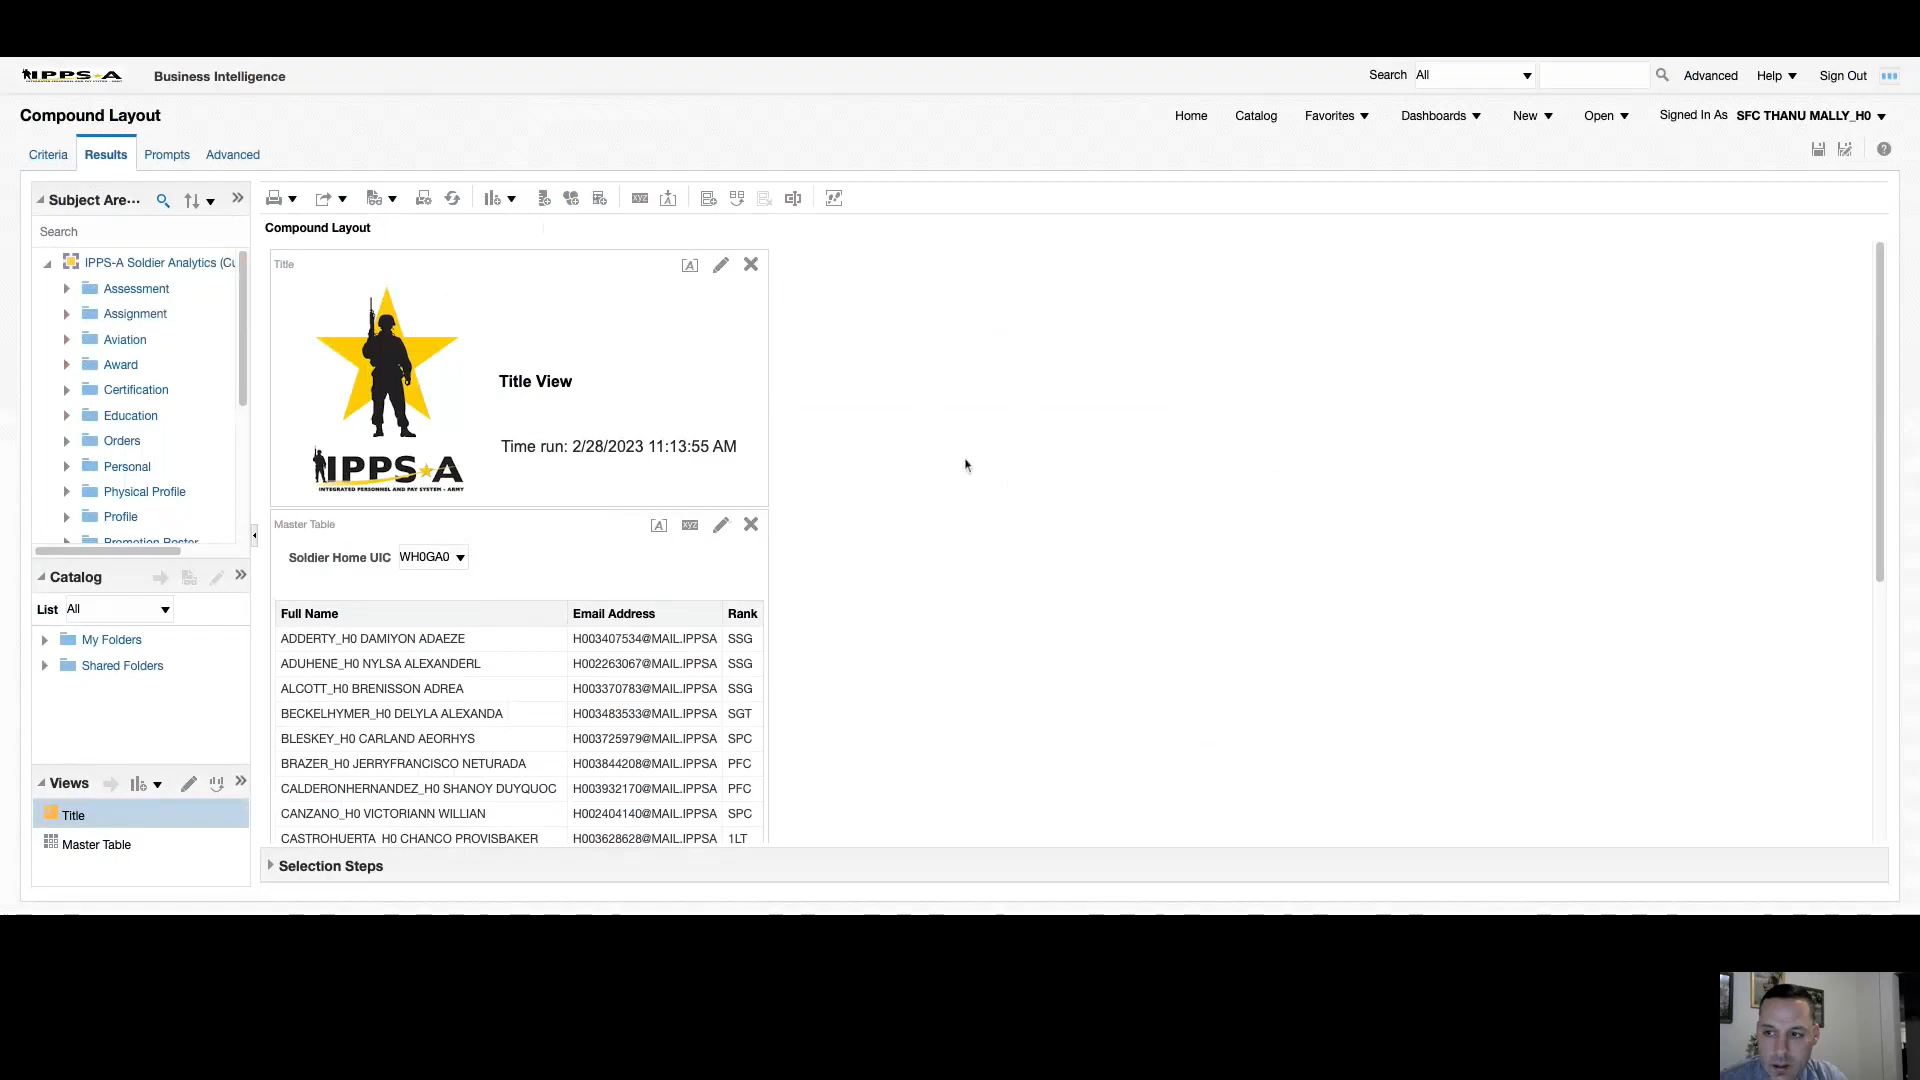 IPPS-A
Business Intelligence
Search All
Advanced
Help
Sign Out
Compound Layout
Home
Catalog
Favorites
Dashboards
New
Open
Signed In As SFC THANU MALLY_H0
Criteria
Results
Prompts
Advanced
Subject Are...
Search
IPPS-A Soldier Analytics (Cu
Assessment
Assignment
Aviation
Award
Certification
Education
Orders
Personal
Physical Profile
Profile
Promotion Roster
Catalog
List All
My Folders
Shared Folders
Views
Title
Master Table
Compound Layout
Title
Title View
Time run: 2/28/2023 11:13:55 AM
IPPS-A
INTEGRATED PERSONNEL AND PAY SYSTEM - ARMY
Master Table
Soldier Home UIC WH0GA0
Full Name Email Address Rank
ADDERTY_H0 DAMIYON ADAEZE H003407534@MAIL.IPPSA SSG
ADUHENE_H0 NYLSA ALEXANDERL H002263067@MAIL.IPPSA SSG
ALCOTT_H0 BRENISSON ADREA H003370783@MAIL.IPPSA SSG
BECKELHYMER_H0 DELYLA ALEXANDA H003483533@MAIL.IPPSA SGT
BLESKEY_H0 CARLAND AEORHYS H003725979@MAIL.IPPSA SPC
BRAZER_H0 JERRYFRANCISCO NETURADA H003844208@MAIL.IPPSA PFC
CALDERONHERNANDEZ_H0 SHANOY DUYQUOC H003932170@MAIL.IPPSA PFC
CANZANO_H0 VICTORIANN WILLIAN H002404140@MAIL.IPPSA SPC
CASTROHUERTA_H0 CHANCO PROVISBAKER H003628628@MAIL.IPPSA 1LT
Selection Steps